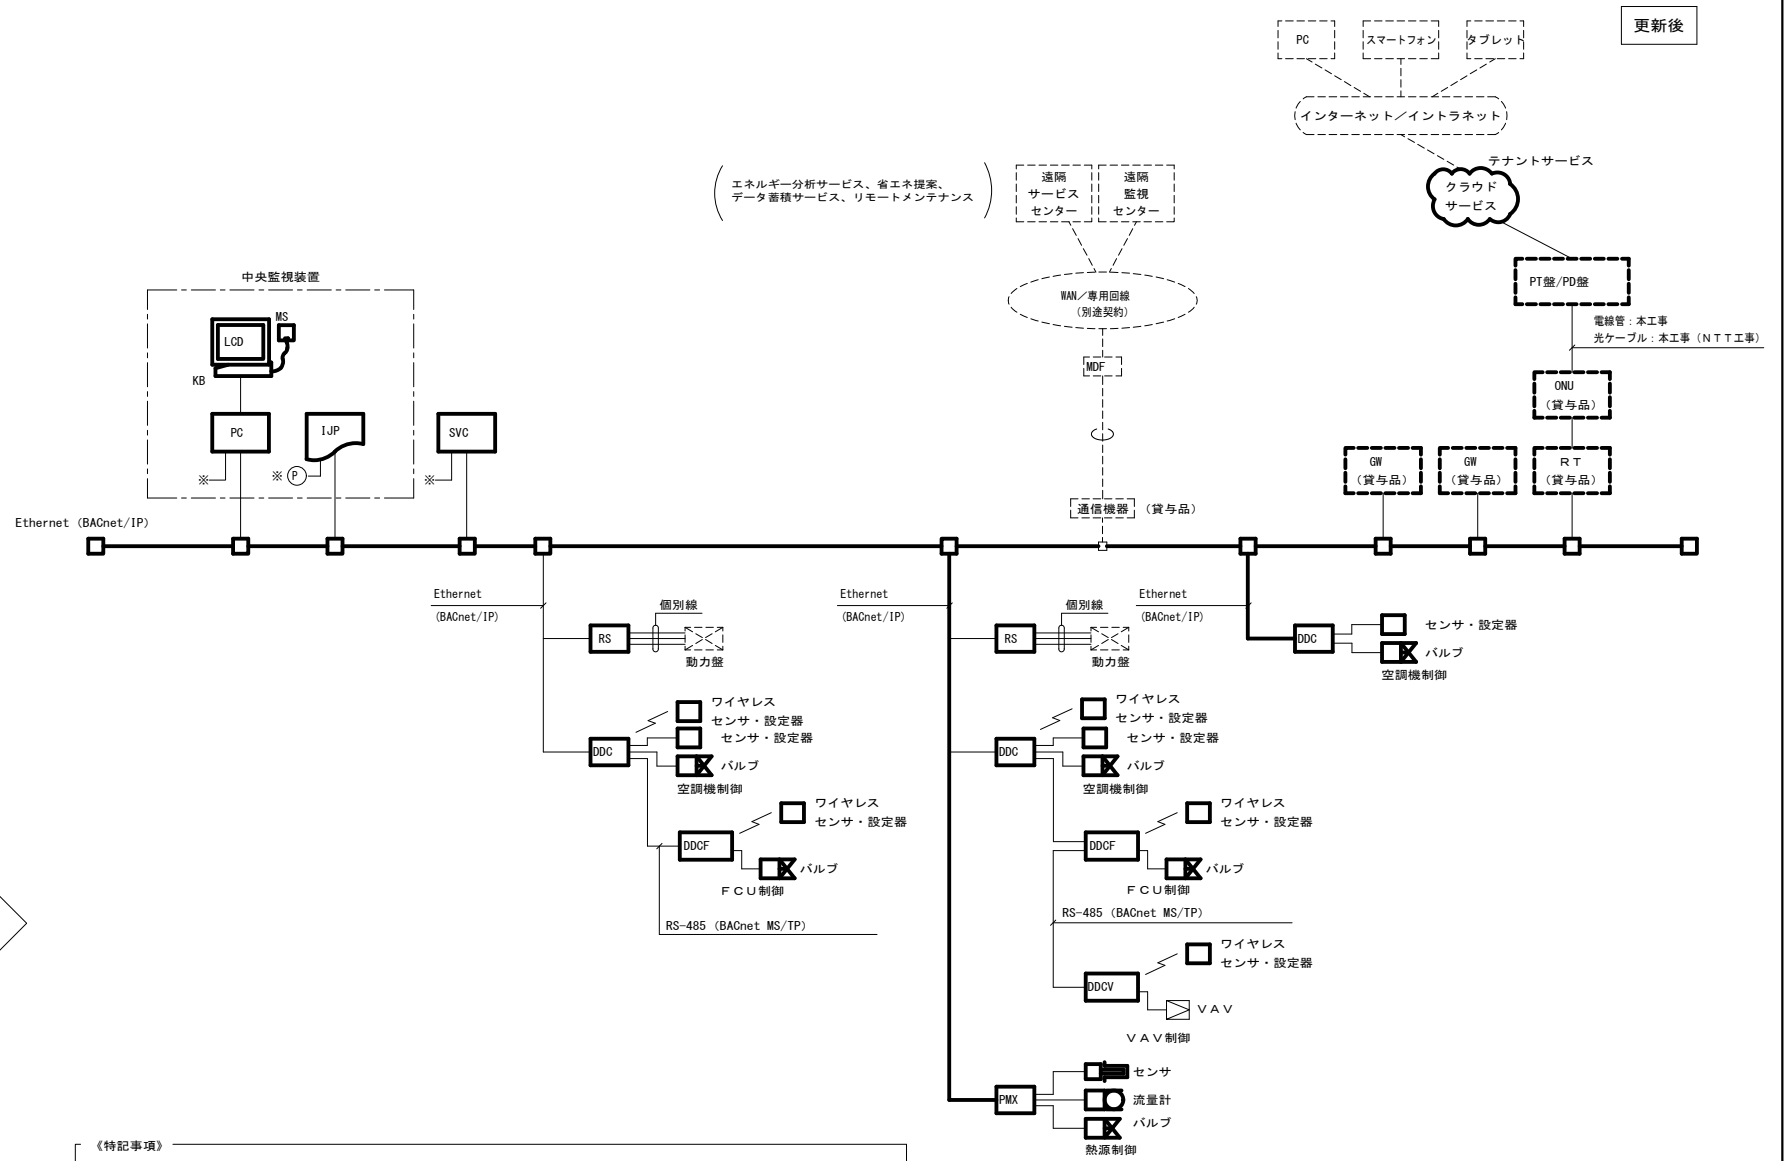 更新後
PC
スマートフォン
タブレット
インターネット／イントラネット
テナントサービス
クラウド
サービス
エネルギー分析サービス、省エネ提案、
データ蓄積サービス、リモートメンテナンス
遠隔
サービス
センター
遠隔
監視
センター
WAN／専用回線
(別途契約)
PT盤/PD盤
電線管：本工事
光ケーブル：本工事（ＮＴＴ工事）
MDF
ONU
(貸与品)
中央監視装置
MS
LCD
KB
PC
IJP
SVC
※
※
P
※
GW
(貸与品)
GW
(貸与品)
ＲＴ
(貸与品)
通信機器
(貸与品)
Ethernet (BACnet/IP)
Ethernet
(BACnet/IP)
個別線
RS
動力盤
ワイヤレス
センサ・設定器
センサ・設定器
DDC
バルブ
空調機制御
ワイヤレス
センサ・設定器
DDCF
バルブ
ＦＣＵ制御
RS-485 (BACnet MS/TP)
Ethernet
(BACnet/IP)
個別線
RS
動力盤
ワイヤレス
センサ・設定器
センサ・設定器
DDC
バルブ
空調機制御
ワイヤレス
センサ・設定器
DDCF
バルブ
ＦＣＵ制御
RS-485 (BACnet MS/TP)
ワイヤレス
センサ・設定器
DDCV
ＶＡＶ
ＶＡＶ制御
センサ
PMX
流量計
バルブ
熱源制御
Ethernet
(BACnet/IP)
センサ・設定器
DDC
バルブ
空調機制御
《特記事項》